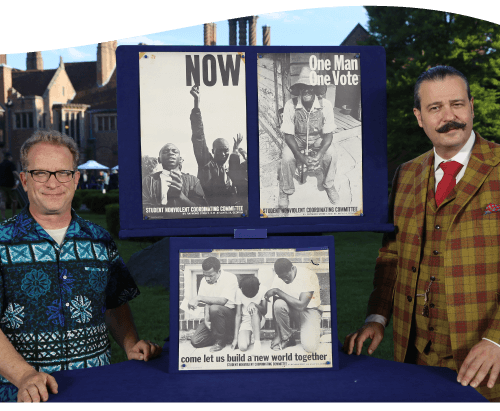 NOW
STUDENT NONVIOLENT COORDINATING COMMITTEE
One Man
One Vote
STUDENT NONVIOLENT COORDINATING COMMITTEE
come let us build a new world together
STUDENT NONVIOLENT COORDINATING COMMITTEE